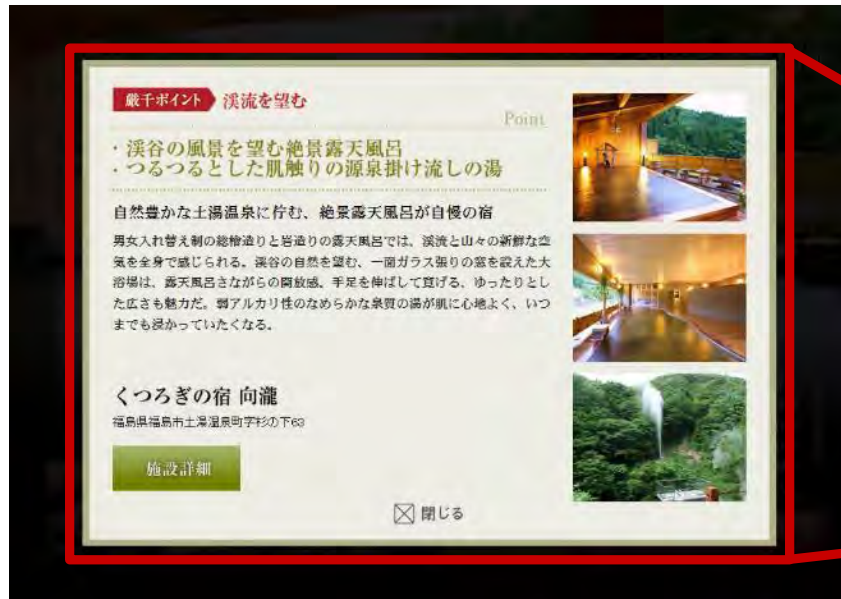 厳千ポイント 渓流を望む
Point
・渓谷の風景を望む絶景露天風呂
・つるつるとした肌触りの源泉掛け流しの湯
自然豊かな土湯温泉に佇む、絶景露天風呂が自慢の宿
男女入れ替え制の総檜造りと岩造りの露天風呂では、渓流と山々の新鮮な空
気を全身で感じられる。渓谷の自然を望む、一面ガラス張りの窓を設えた大
浴場は、露天風呂さながらの開放感、手足を伸ばして寛げる、ゆったりとし
た広さも魅力だ。弱アルカリ性のなめらかな泉質の湯が肌に心地よく、いつ
までも浸かっていたくなる。
くつろぎの宿 向瀧
福島県福島市土湯温泉町字杉の下63
施設詳細
閉じる